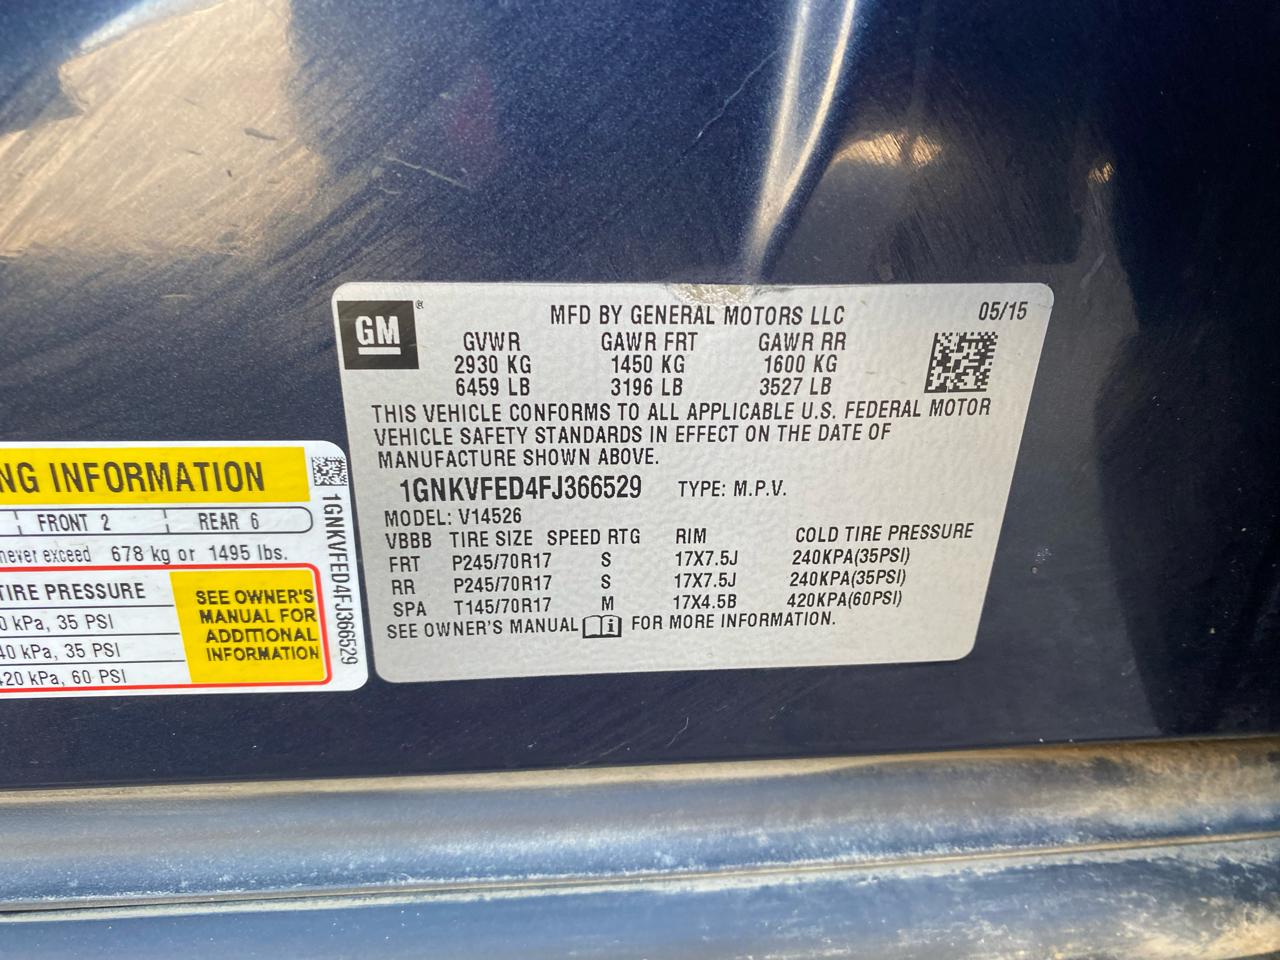 GM®
MFD BY GENERAL MOTORS LLC 05/15
GVWR GAWR FRT GAWR RR
2930 KG 1450 KG 1600 KG
6459 LB 3196 LB 3527 LB
THIS VEHICLE CONFORMS TO ALL APPLICABLE U.S. FEDERAL MOTOR
VEHICLE SAFETY STANDARDS IN EFFECT ON THE DATE OF
MANUFACTURE SHOWN ABOVE.
1GNKVFED4FJ366529 TYPE: M.P.V.
MODEL: V14526
VBBB TIRE SIZE SPEED RTG RIM COLD TIRE PRESSURE
FRT P245/70R17 S 17X7.5J 240KPA(35PSI)
RR P245/70R17 S 17X7.5J 240KPA(35PSI)
SPA T145/70R17 M 17X4.5B 420KPA(60PSI)
SEE OWNER'S MANUAL FOR MORE INFORMATION.
NG INFORMATION
FRONT 2 REAR 6
never exceed 678 kg or 1495 lbs.
TIRE PRESSURE
0 kPa, 35 PSI
40 kPa, 35 PSI
420 kPa, 60 PSI
SEE OWNER'S
MANUAL FOR
ADDITIONAL
INFORMATION
1GNKVFED4FJ366529